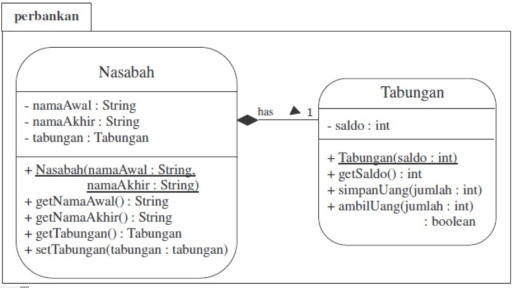 perbankan
Nasabah
- namaAwal : String
- namaAkhir : String
- tabungan : Tabungan
+ Nasabah(namaAwal : String,
namaAkhir : String)
+ getNamaAwal() : String
+ getNamaAkhir() : String
+ getTabungan() : Tabungan
+ setTabungan(tabungan : tabungan)
has 1
Tabungan
- saldo : int
+ Tabungan(saldo : int)
+ getSaldo() : int
+ simpanUang(jumlah : int)
+ ambilUang(jumlah : int)
: boolean